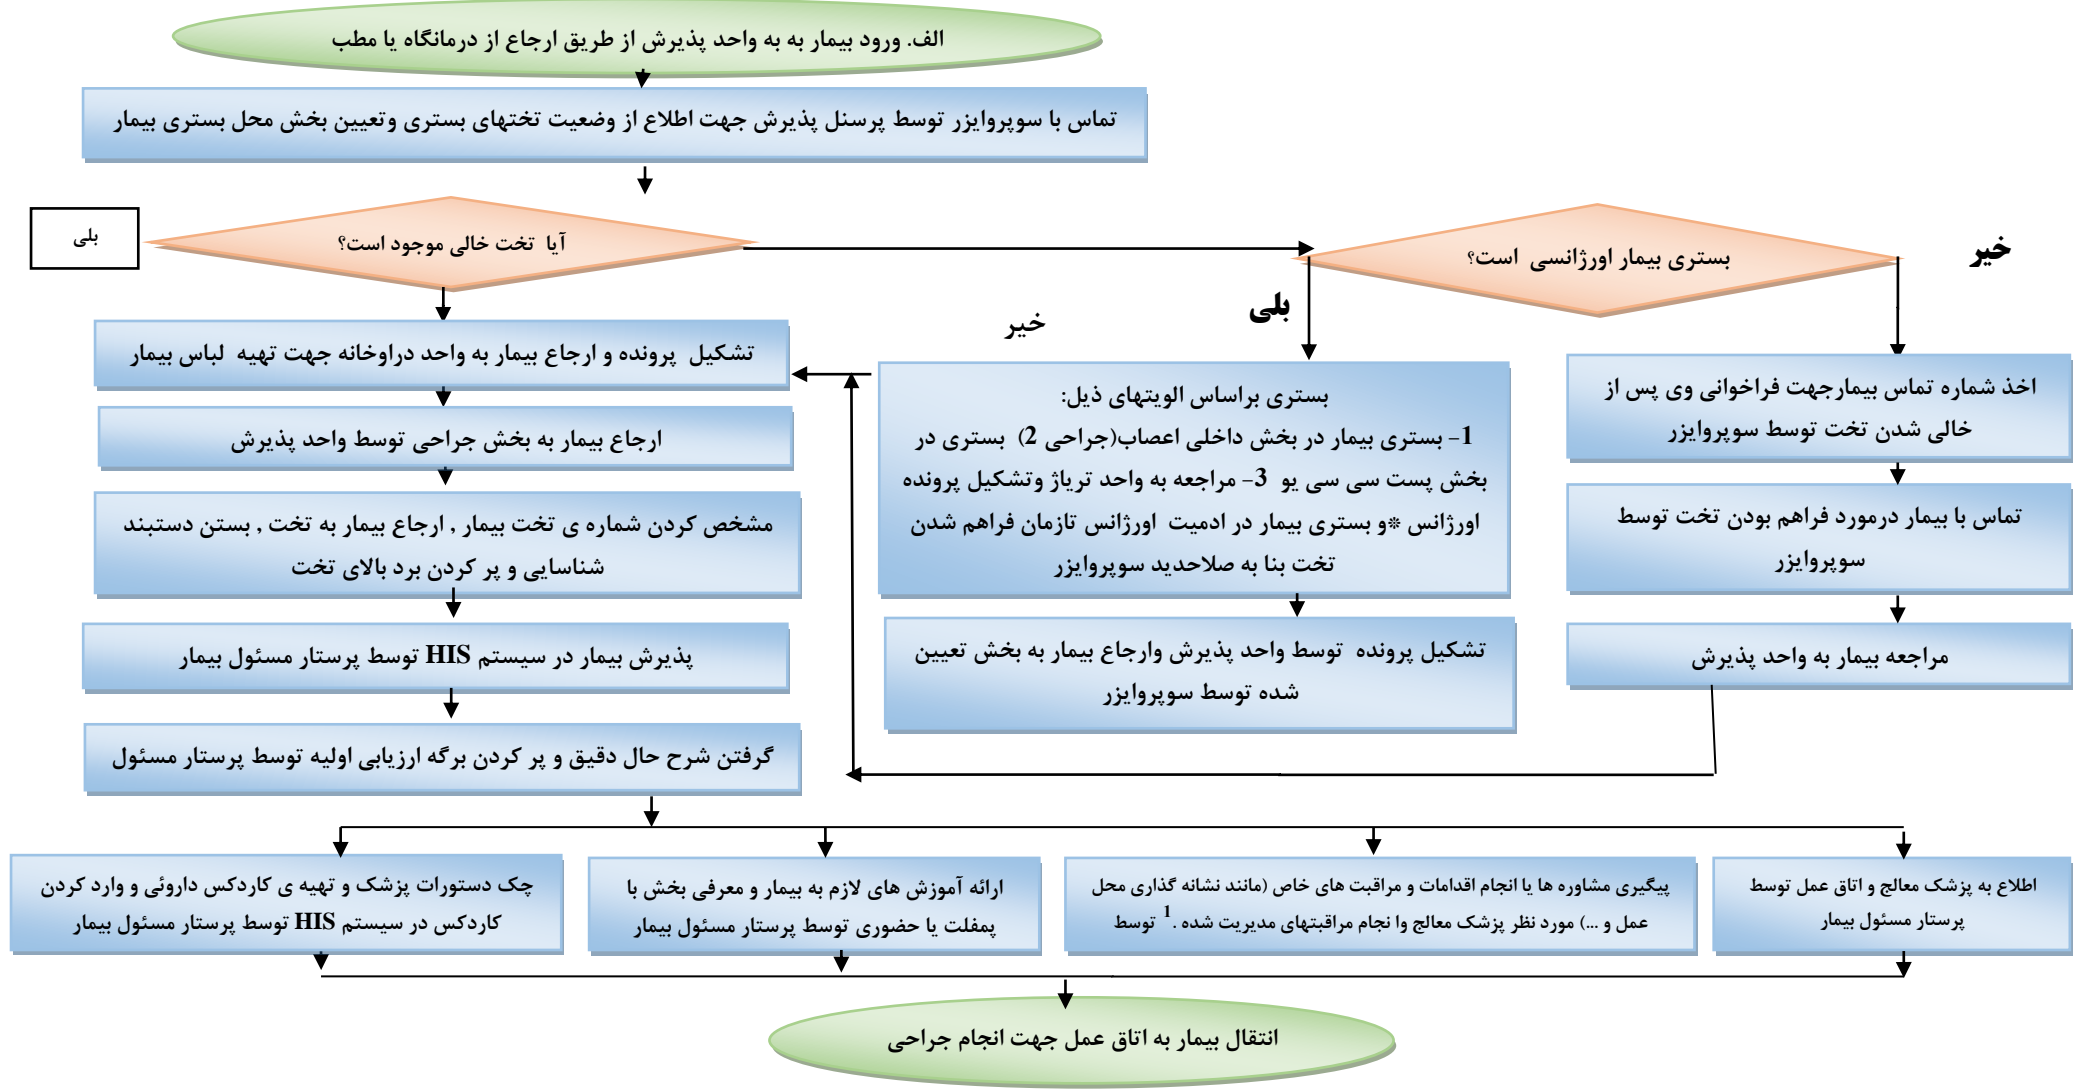 الف. ورود بیمار به به واحد پذیرش از طریق ارجاع از درمانگاه یا مطب
تماس با سوپروایزر توسط پرسنل پذیرش جهت اطلاع از وضعیت تختهای بستری وتعیین بخش محل بستری بیمار
بلی
آیا تخت خالی موجود است؟
بستری بیمار اورژانسی است؟
خیر
بلی
خیر
تشکیل پرونده و ارجاع بیمار به واحد دراوخانه جهت تهیه لباس بیمار
ارجاع بیمار به بخش جراحی توسط واحد پذیرش
مشخص کردن شماره ی تخت بیمار , ارجاع بیمار به تخت , بستن دستبند
شناسایی و پر کردن برد بالای تخت
پذیرش بیمار در سیستم HIS توسط پرستار مسئول بیمار
گرفتن شرح حال دقیق و پر کردن برگه ارزیابی اولیه توسط پرستار مسئول
بستری براساس الویتهای ذیل:
1- بستری بیمار در بخش داخلی اعصاب(جراحی 2) بستری در
بخش پست سی سی یو 3- مراجعه به واحد تریاژ وتشکیل پرونده
اورژانس *و بستری بیمار در ادمیت اورژانس تازمان فراهم شدن
تخت بنا به صلاحدید سوپروایزر
تشکیل پرونده توسط واحد پذیرش وارجاع بیمار به بخش تعیین
شده توسط سوپروایزر
اخذ شماره تماس بیمارجهت فراخوانی وی پس از
خالی شدن تخت توسط سوپروایزر
تماس با بیمار درمورد فراهم بودن تخت توسط
سوپروایزر
مراجعه بیمار به واحد پذیرش
اطلاع به پزشک معالج و اتاق عمل توسط
پرستار مسئول بیمار
پیگیری مشاوره ها یا انجام اقدامات و مراقبت های خاص (مانند نشانه گذاری محل
عمل و ...) مورد نظر پزشک معالج وا نجام مراقبتهای مدیریت شده .1 توسط
ارائه آموزش های لازم به بیمار و معرفی بخش با
پمفلت یا حضوری توسط پرستار مسئول بیمار
چک دستورات پزشک و تهیه ی کاردکس داروئی و وارد کردن
کاردکس در سیستم HIS توسط پرستار مسئول بیمار
انتقال بیمار به اتاق عمل جهت انجام جراحی